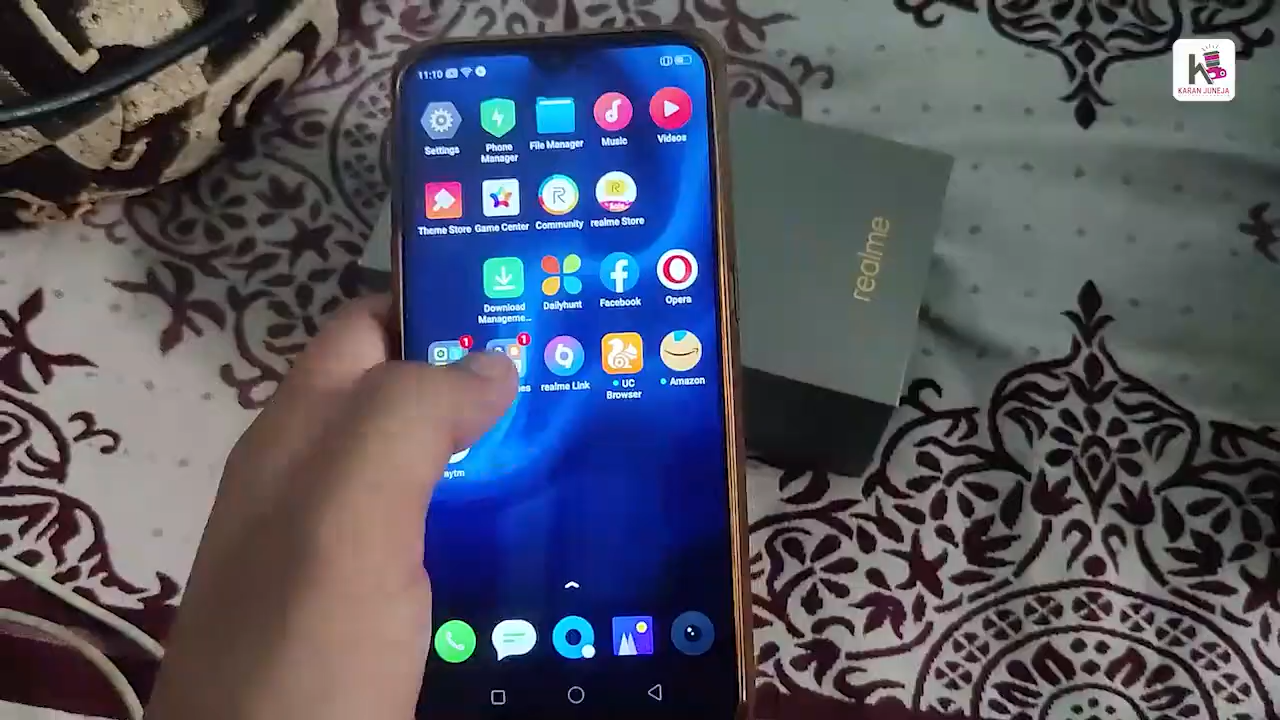 11:10
Settings
Phone
Manager
File Manager
Music
Videos
Theme Store
Game Center
Community
realme Store
Download
Manageme...
Dailyhunt
Facebook
Opera
1
1
realme Link
UC
Browser
Amazon
realme
K
KARAN JUNEJA